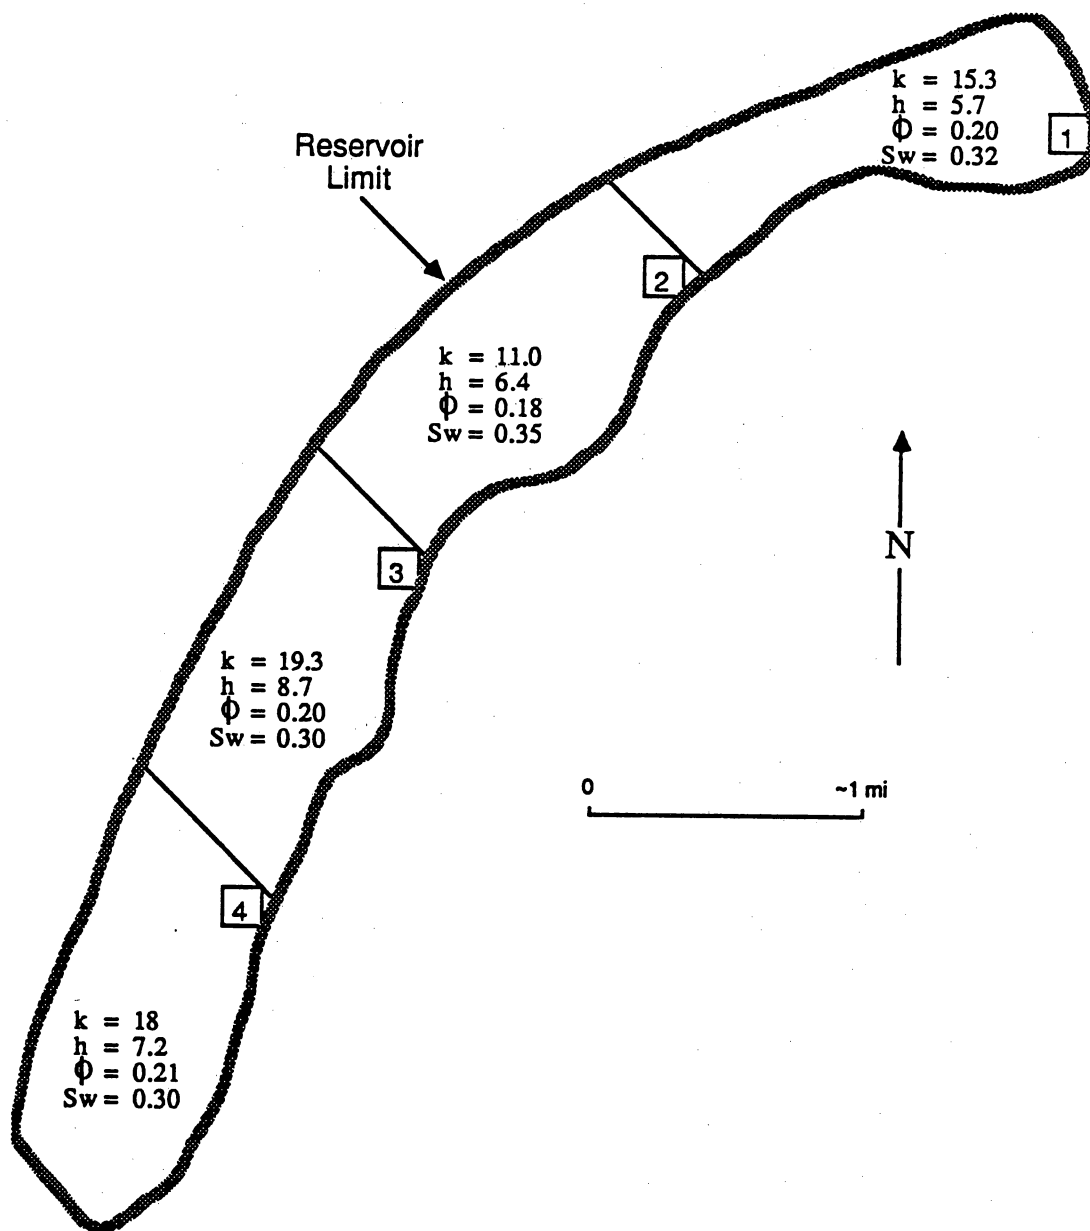 k = 15.3
h = 5.7
ϕ = 0.20
Sw = 0.32
1
Reservoir
Limit
2
k = 11.0
h = 6.4
ϕ = 0.18
Sw = 0.35
N
3
k = 19.3
h = 8.7
ϕ = 0.20
Sw = 0.30
0 ~1 mi
4
k = 18
h = 7.2
ϕ = 0.21
Sw = 0.30